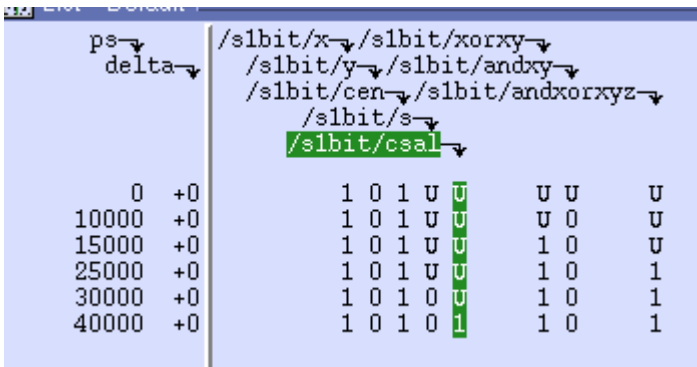 ps /s1bit/x /s1bit/xorxy
delta /s1bit/y /s1bit/andxy
/s1bit/cen /s1bit/andxorxyz
/s1bit/s
/s1bit/csal
0 +0 1 0 1 U U U U U
10000 +0 1 0 1 U U U 0 U
15000 +0 1 0 1 U U 1 0 U
25000 +0 1 0 1 U U 1 0 1
30000 +0 1 0 1 0 U 1 0 1
40000 +0 1 0 1 0 1 1 0 1